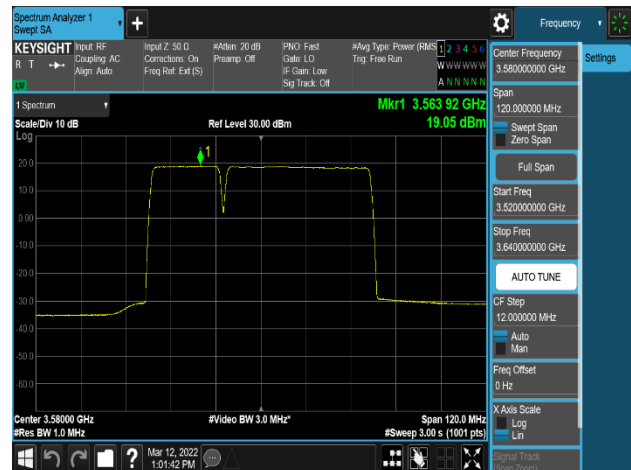 Spectrum Analyzer 1
Swept SA
Frequency
KEYSIGHT
R T
Input: RF
Coupling: AC
Align: Auto
Input Z: 50 Ω
Corrections: On
Freq Ref: Ext (S)
#Atten: 20 dB
Preamp: Off
PNO: Fast
Gate: LO
IF Gain: Low
Sig Track: Off
#Avg Type: Power (RMS
Trig: Free Run
1 2 3 4 5 6
W W W W W W
A N N N N N
1 Spectrum
Scale/Div 10 dB
Ref Level 30.00 dBm
Mkr1 3.563 92 GHz
19.05 dBm
Log
1
20.0
10.0
0.00
-10.0
-20.0
-30.0
-40.0
-50.0
-60.0
Center 3.58000 GHz
#Res BW 1.0 MHz
#Video BW 3.0 MHz*
Span 120.0 MHz
#Sweep 3.00 s (1001 pts)
Mar 12, 2022
1:01:42 PM
Center Frequency
3.580000000 GHz
Settings
Span
120.000000 MHz
Swept Span
Zero Span
Full Span
Start Freq
3.520000000 GHz
Stop Freq
3.640000000 GHz
AUTO TUNE
CF Step
12.000000 MHz
Auto
Man
Freq Offset
0 Hz
X Axis Scale
Log
Lin
Signal Track
(Span Zoom)